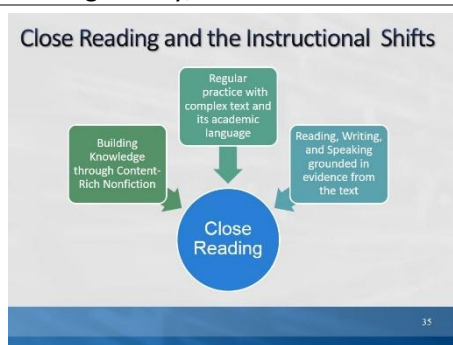 Close Reading and the Instructional Shifts
Regular
practice with
complex text and
its academic
language
Building
Knowledge
through Content-
Rich Nonfiction
Reading, Writing,
and Speaking
grounded in
evidence from
the text
Close
Reading
35